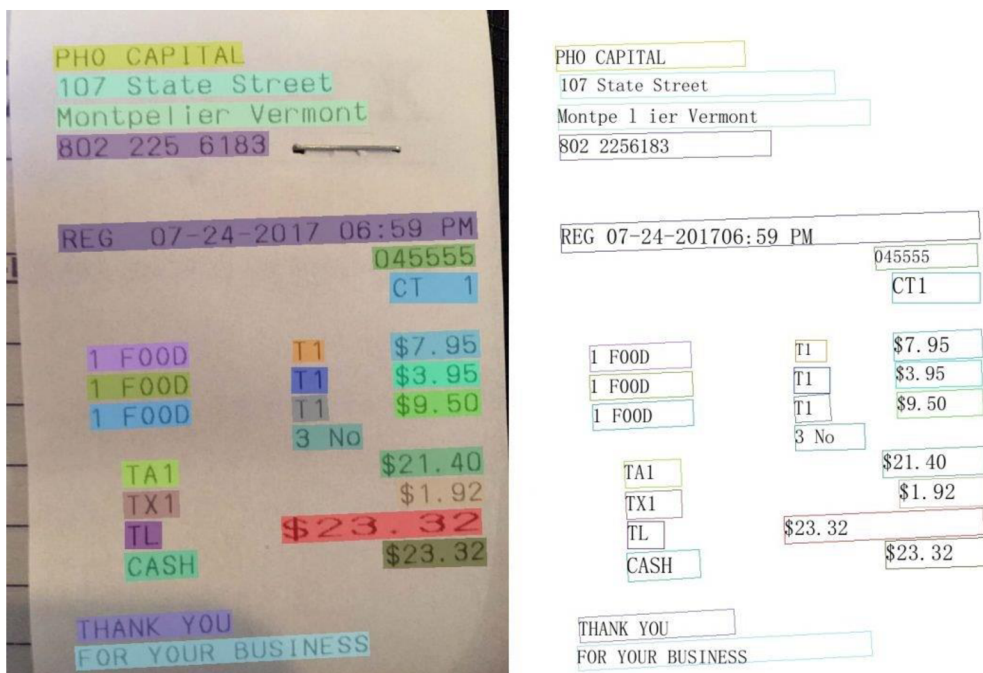 PHO CAPITAL
107 State Street
Montpelier Vermont
802 225 6183
REG 07-24-2017 06:59 PM
045555
CT 1
1 FOOD T1 $7.95
1 FOOD T1 $3.95
1 FOOD T1 $9.50
3 No
TA1 $21.40
TX1 $1.92
TL $23.32
CASH $23.32
THANK YOU
FOR YOUR BUSINESS
PHO CAPITAL
107 State Street
Montpe l ier Vermont
802 2256183
REG 07-24-201706:59 PM
045555
CT1
1 FOOD T1 $7.95
1 FOOD T1 $3.95
1 FOOD T1 $9.50
3 No
TA1 $21.40
TX1 $1.92
TL $23.32
CASH $23.32
THANK YOU
FOR YOUR BUSINESS